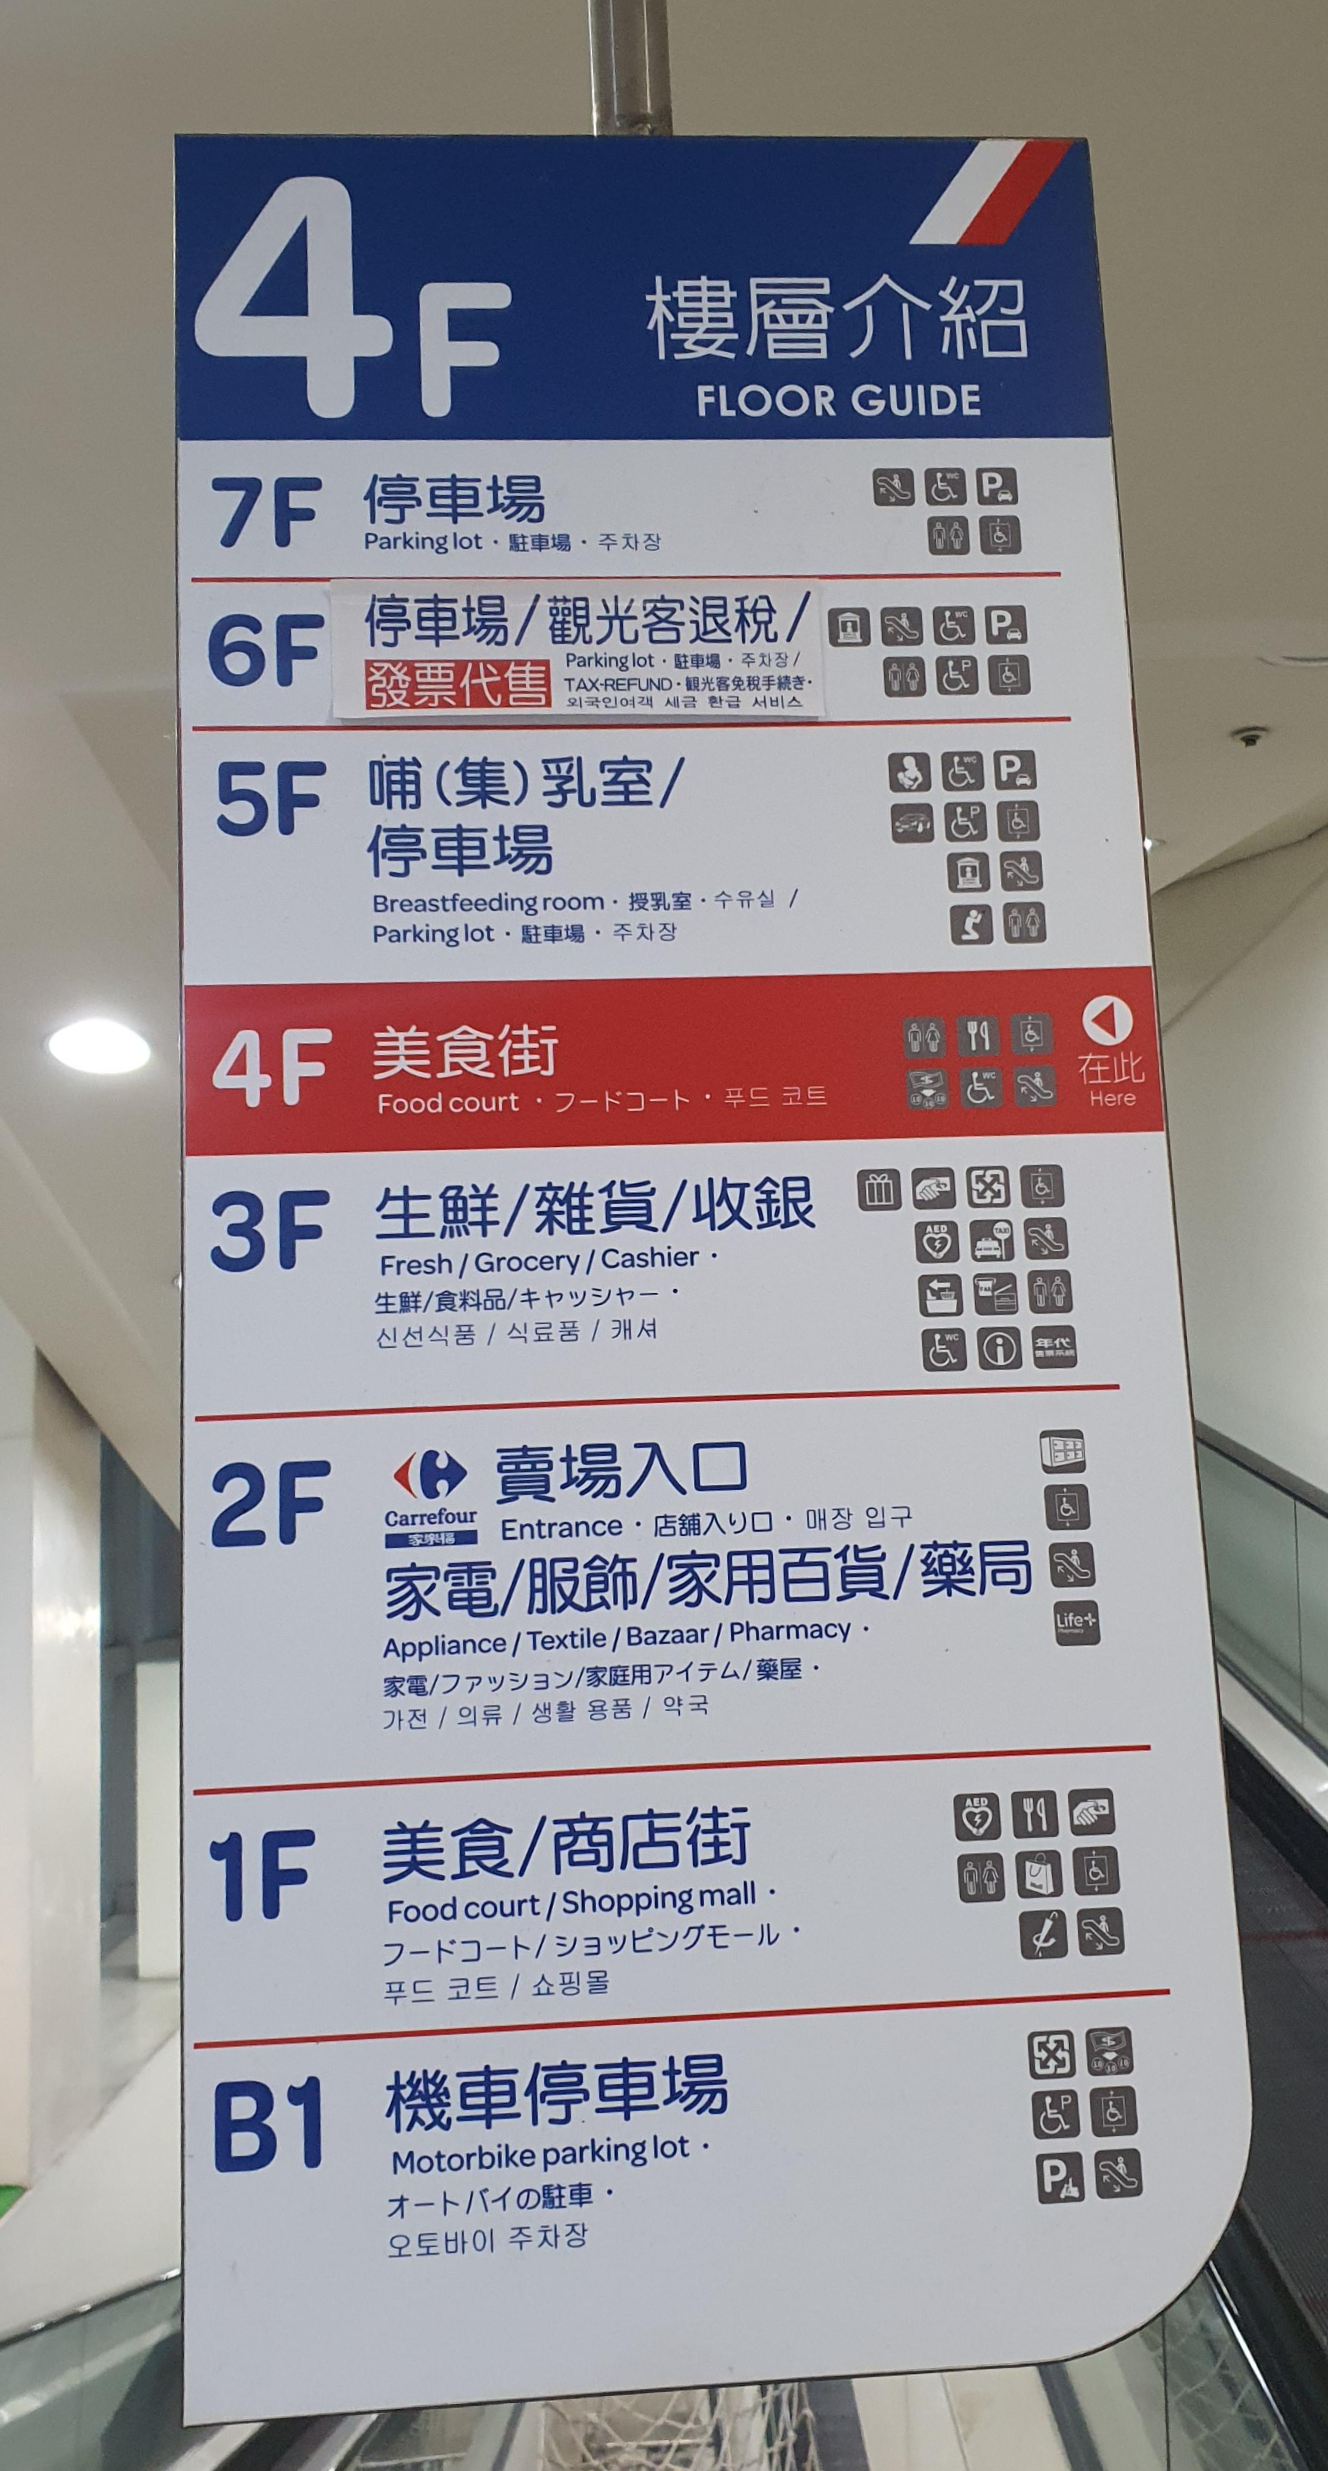 4F
樓層介紹
FLOOR GUIDE
7F 停車場
Parking lot・駐車場・주차장
6F 停車場/觀光客退稅/
發票代售
Parking lot・駐車場・주차장/
TAX-REFUND・観光客免税手続き・
외국인여객 세금 환급 서비스
5F 哺(集)乳室/
停車場
Breastfeeding room・授乳室・수유실 /
Parking lot・駐車場・주차장
4F 美食街
Food court・フードコート・푸드 코트
在此
Here
3F 生鮮/雜貨/收銀
Fresh / Grocery / Cashier・
生鮮/食料品/キャッシャー・
신선식품 / 식료품 / 캐셔
AED
TAXI
WC
年代
售票系統
2F 賣場入口
Carrefour
家樂福
Entrance・店舗入り口・매장 입구
家電/服飾/家用百貨/藥局
Appliance / Textile / Bazaar / Pharmacy・
家電/ファッション/家庭用アイテム/藥屋・
가전 / 의류 / 생활 용품 / 약국
Life+
Pharmacy
1F 美食/商店街
Food court / Shopping mall・
フードコート/ショッピングモール・
푸드 코트 / 쇼핑몰
AED
B1 機車停車場
Motorbike parking lot・
オートバイの駐車・
오토바이 주차장